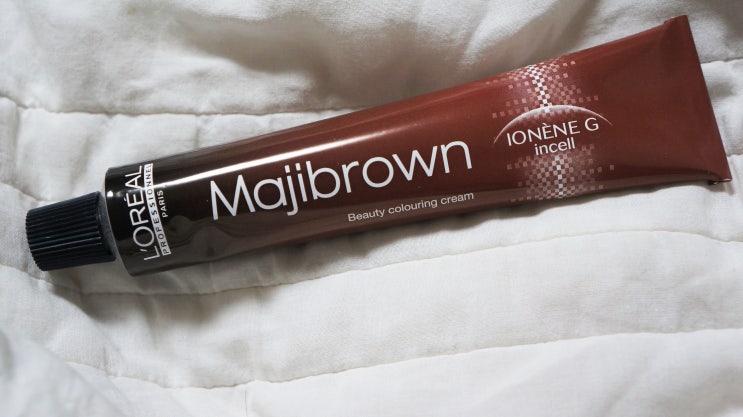 L'ORÉAL
PROFESSIONNEL
PARIS
Majibrown
Beauty colouring cream
IONÈNE G
incell